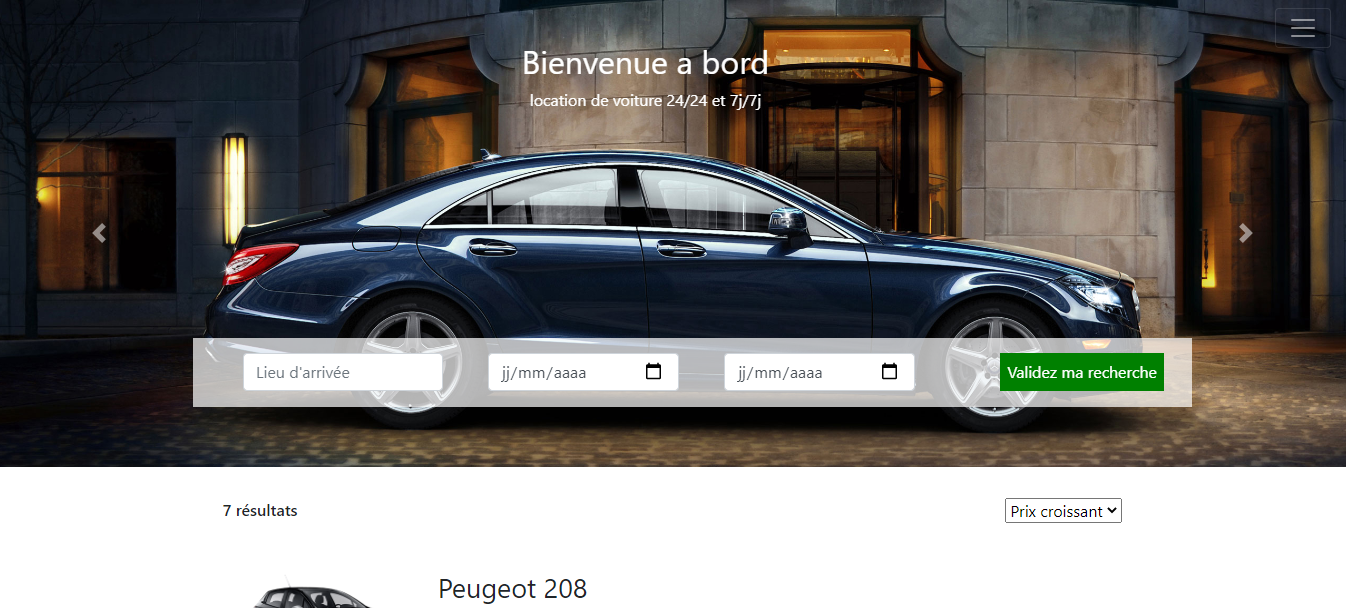 Bienvenue a bord
location de voiture 24/24 et 7j/7j
Lieu d'arrivée jj/mm/aaaa jj/mm/aaaa Validez ma recherche
7 résultats Prix croissant
Peugeot 208